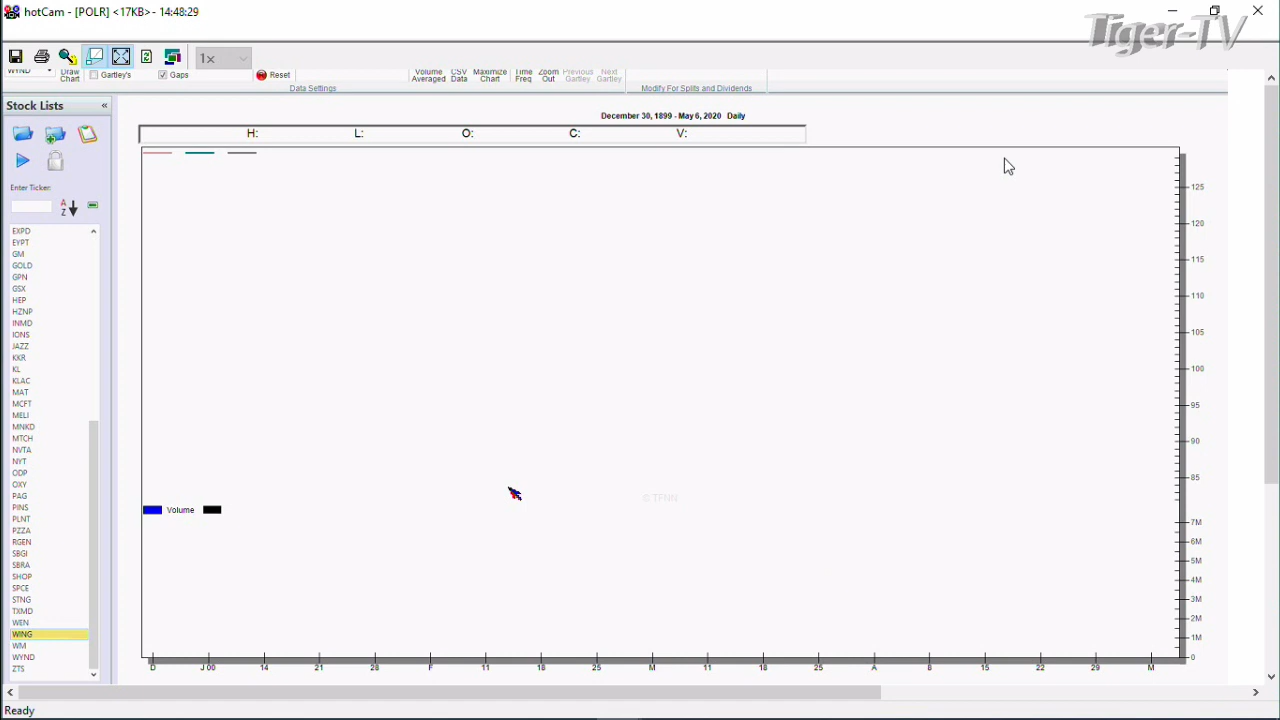 hotCam - [POLR] <17KB> - 14:48:29
Tiger-TV
1x
WYND
Draw Chart
Gartley's
Gaps
Reset
Volume Averaged
CSV Data
Maximize Chart
Time Freq
Zoom Out
Previous Gartley
Next Gartley
Data Settings
Modify For Spills and Dividends
Stock Lists
«
December 30, 1899 - May 6, 2020 Daily
H: L: O: C: V:
Enter Ticker:
A
Z
EXPD
EYPT
GM
GOLD
GPN
GSX
HEP
HZNP
INMD
IONS
JAZZ
KKR
KL
KLAC
MAT
MCFT
MELI
MNKD
MTCH
NVTA
NYT
ODP
OXY
PAG
PINS
PLNT
PZZA
RGEN
SBGI
SBRA
SHOP
SPCE
STNG
TXMD
WEN
WING
WM
WYND
ZTS
125
120
115
110
105
100
95
90
85
© TFNN
Volume
7M
6M
5M
4M
3M
2M
1M
0
D J 00 14 21 28 F 11 18 25 M 11 18 25 A 8 15 22 29 M
Ready